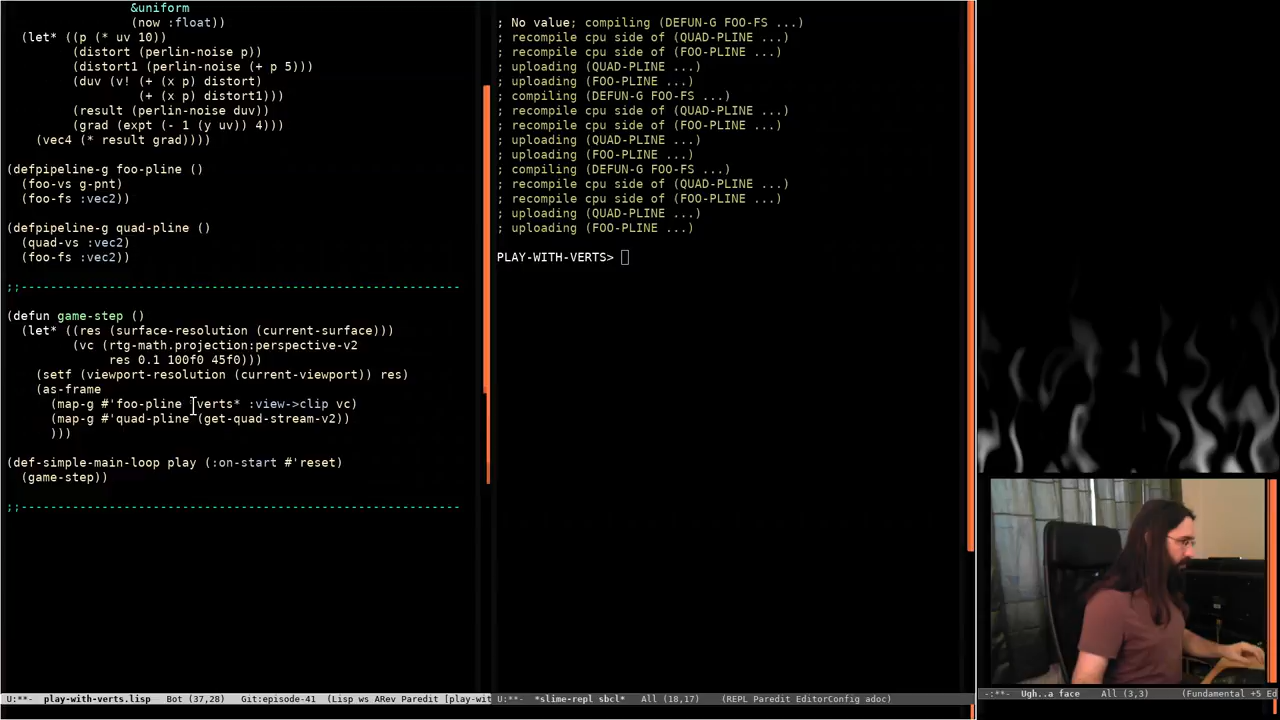 &uniform
(now :float))
(let* ((p (* uv 10))
(distort (perlin-noise p))
(distort1 (perlin-noise (+ p 5)))
(duv (v! (+ (x p) distort)
(+ (x p) distort1)))
(result (perlin-noise duv))
(grad (expt (- 1 (y uv)) 4)))
(vec4 (* result grad))))
(defpipeline-g foo-pline ()
(foo-vs g-pnt)
(foo-fs :vec2))
(defpipeline-g quad-pline ()
(quad-vs :vec2)
(foo-fs :vec2))
;;--------------------------------------------------------------
(defun game-step ()
(let* ((res (surface-resolution (current-surface)))
(vc (rtg-math.projection:perspective-v2
res 0.1 100f0 45f0)))
(setf (viewport-resolution (current-viewport)) res)
(as-frame
(map-g #'foo-pline *verts* :view->clip vc)
(map-g #'quad-pline (get-quad-stream-v2))
)))
(def-simple-main-loop play (:on-start #'reset)
(game-step))
;;--------------------------------------------------------------
U:**- play-with-verts.lisp Bot (37,28) Git:episode-41 (Lisp ws ARev Paredit [play-wit
; No value; compiling (DEFUN-G FOO-FS ...)
; recompile cpu side of (QUAD-PLINE ...)
; recompile cpu side of (FOO-PLINE ...)
; uploading (QUAD-PLINE ...)
; uploading (FOO-PLINE ...)
; compiling (DEFUN-G FOO-FS ...)
; recompile cpu side of (QUAD-PLINE ...)
; recompile cpu side of (FOO-PLINE ...)
; uploading (QUAD-PLINE ...)
; uploading (FOO-PLINE ...)
; compiling (DEFUN-G FOO-FS ...)
; recompile cpu side of (QUAD-PLINE ...)
; recompile cpu side of (FOO-PLINE ...)
; uploading (QUAD-PLINE ...)
; uploading (FOO-PLINE ...)
PLAY-WITH-VERTS>
U:**- *slime-repl sbcl* All (18,17) (REPL Paredit EditorConfig adoc)
-:**- Ugh..a face All (3,3) (Fundamental +5 Ed